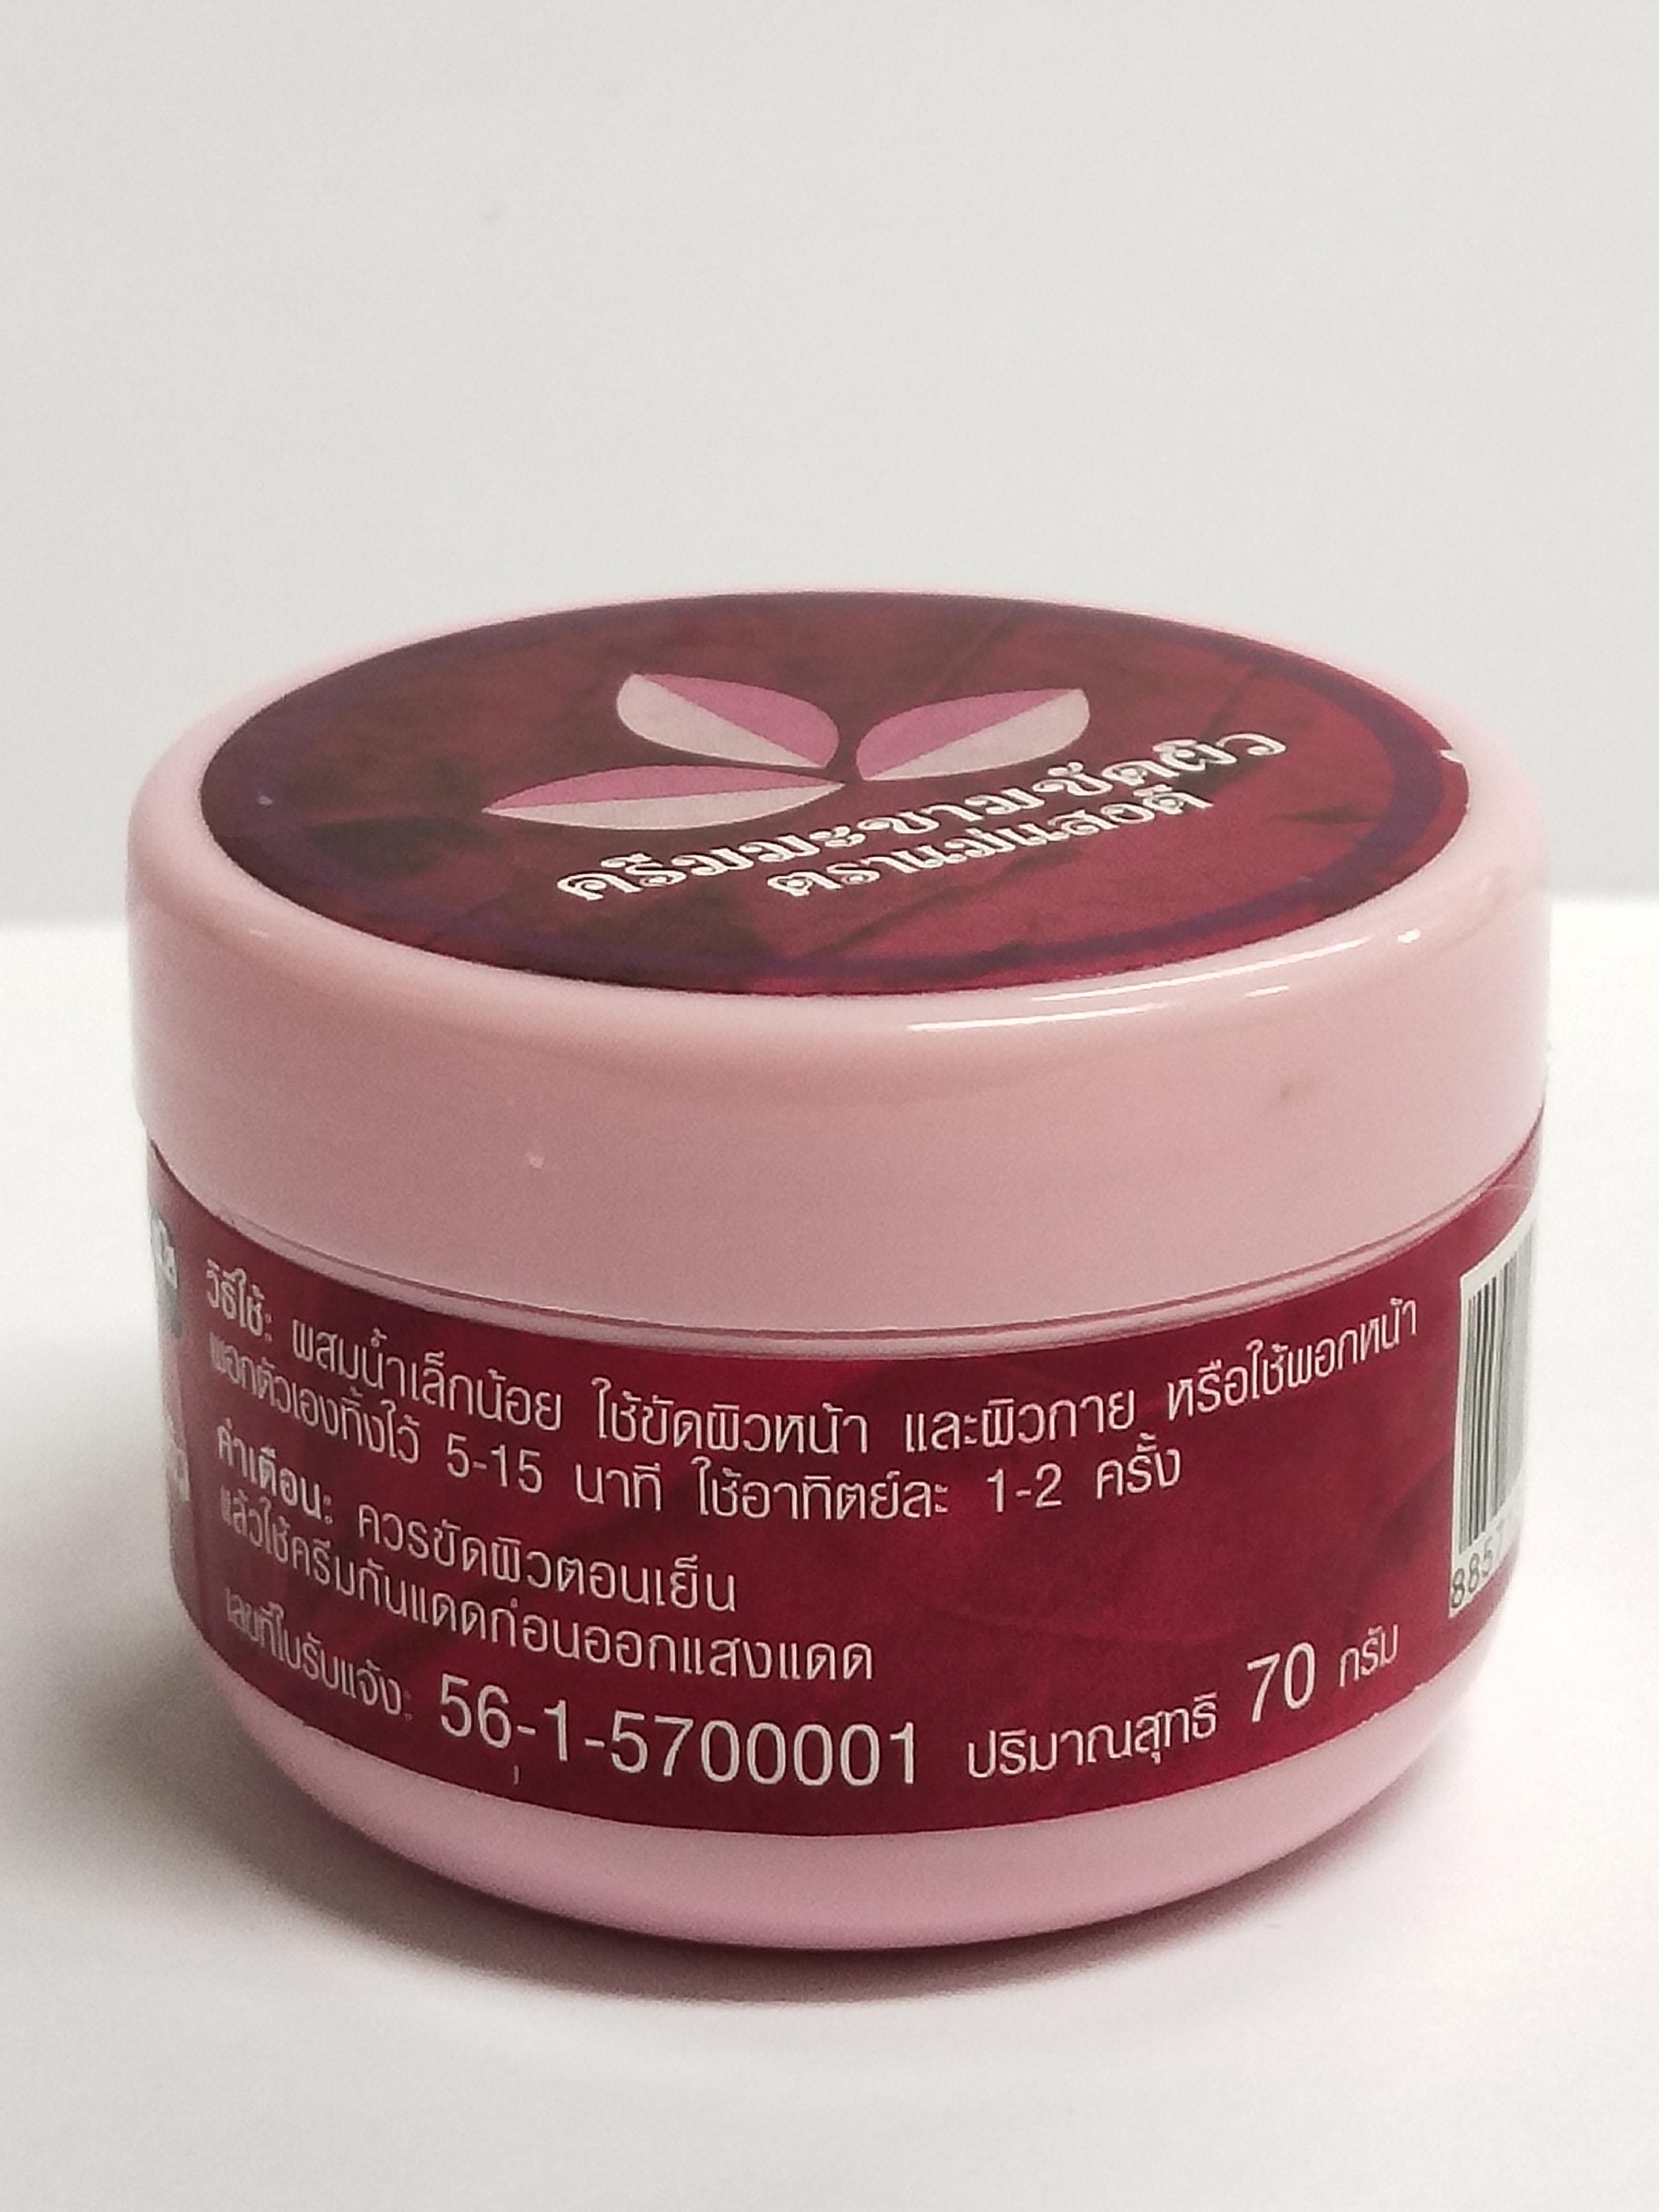 ครีมมะขามขัดผิว
ตราแม่แสอดี
วิธีใช้: ผสมน้ำเล็กน้อย ใช้ขัดผิวหน้า และผิวกาย หรือใช้พอกหน้า
พอกตัวเองทิ้งใว้ 5-15 นาที ใช้อาทิตย์ละ 1-2 ครั้ง
คำเตือน: ควรขัดผิวตอนเย็น
แล้วใช้ครีมกันแดดก่อนออกแสงแดด
เลขที่ใบรับแจ้ง: 56-1-5700001 ปริมาณสุทธิ 70 กรัม